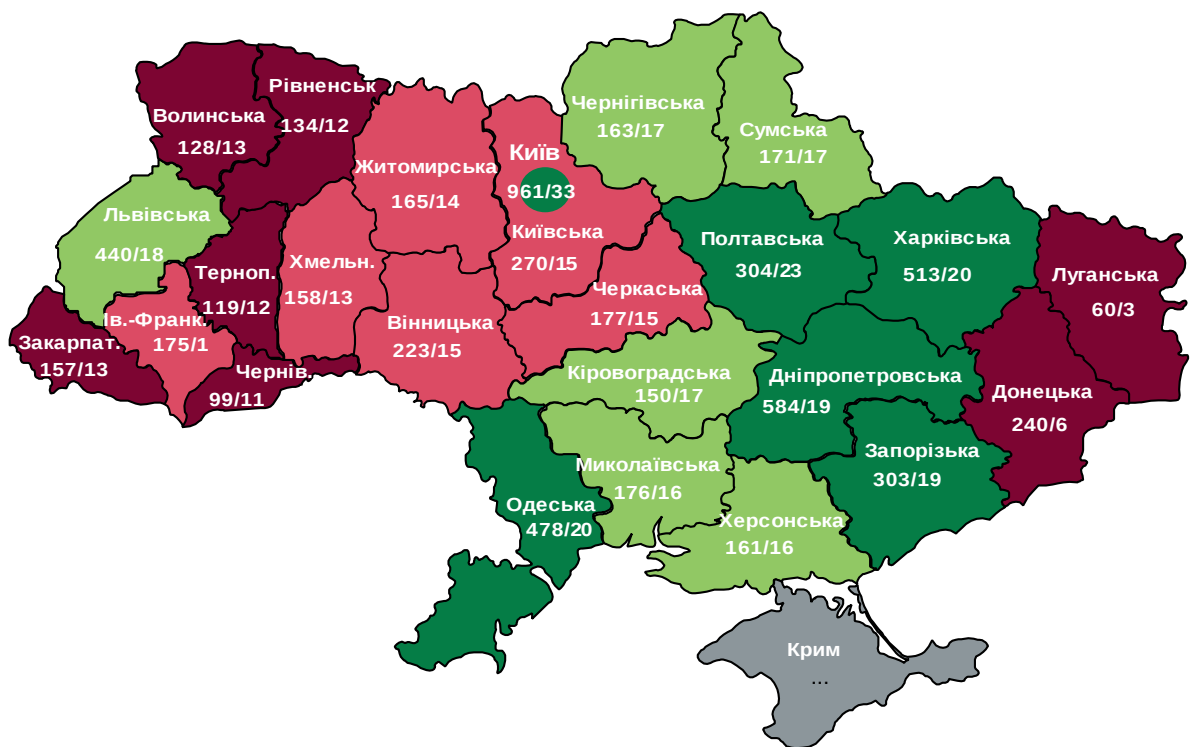 Волинська
128/13
Рівненськ
134/12
Житомирська
165/14
Київ
961/33
Київська
270/15
Чернігівська
163/17
Сумська
171/17
Львівська
440/18
Терноп.
119/12
Хмельн.
158/13
Вінницька
223/15
Черкаська
177/15
Полтавська
304/23
Харківська
513/20
Луганська
60/3
Закарпат.
157/13
Ів.-Франк.
175/1
Чернів.
99/11
Кіровоградська
150/17
Дніпропетровська
584/19
Донецька
240/6
Одеська
478/20
Миколаївська
176/16
Херсонська
161/16
Запорізька
303/19
Крим
...